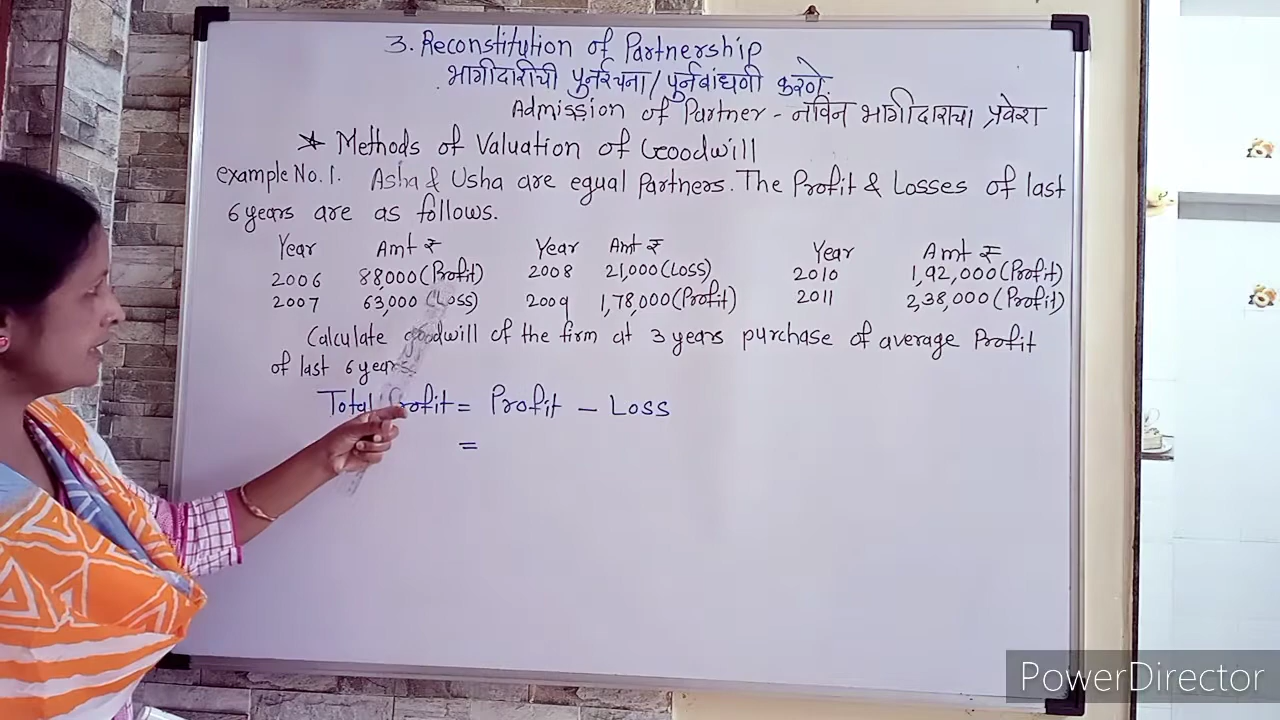 3. Reconstitution of Partnership
भागीदारीची पुर्नरचना/पुर्नबांधणी करणे.
Admission of Partner - नविन भागीदाराचा प्रवेश
★ Methods of Valuation of Goodwill
example No. 1. Asha & Usha are equal Partners. The Profit & Losses of last
6 years are as follows.
Year Amt ₹ Year Amt ₹ Year Amt ₹
2006 88,000 (Profit) 2008 21,000 (Loss) 2010 1,92,000 (Profit)
2007 63,000 (Loss) 2009 1,78,000 (Profit) 2011 2,38,000 (Profit)
Calculate goodwill of the firm at 3 years purchase of average Profit
of last 6 years.
Total Profit = Profit - Loss
=
PowerDirector